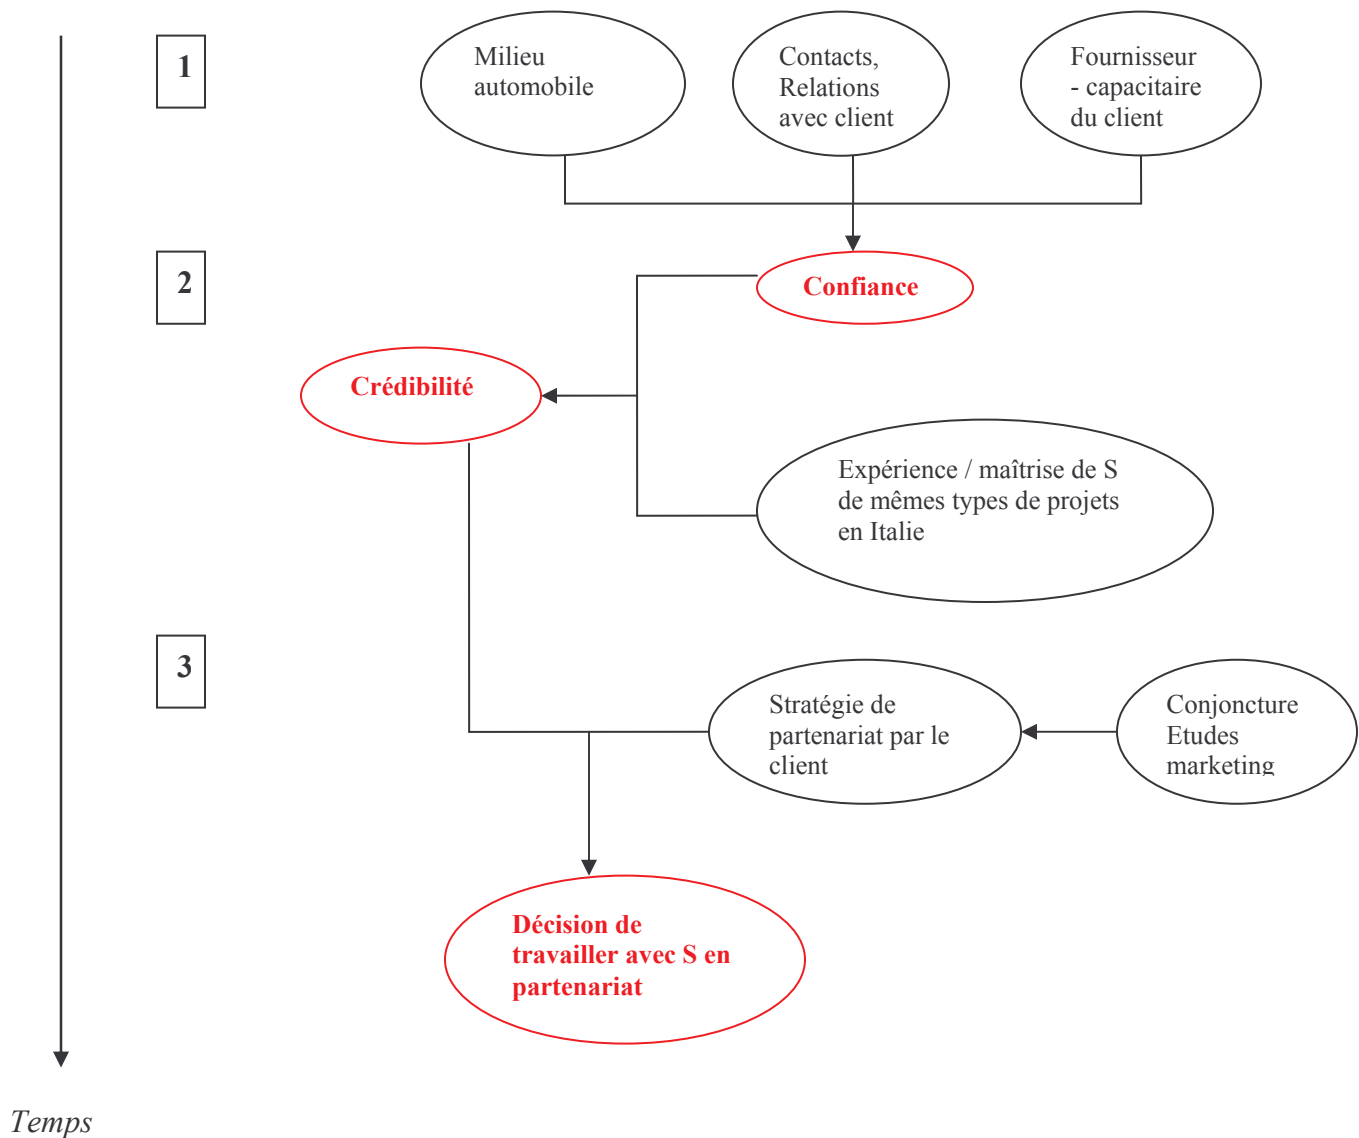 1
Milieu
automobile
Contacts,
Relations
avec client
Fournisseur
- capacitaire
du client
2
Confiance
Crédibilité
Expérience / maîtrise de S
de mêmes types de projets
en Italie
3
Stratégie de
partenariat par le
client
Conjoncture
Etudes
marketing
Décision de
travailler avec S en
partenariat
Temps